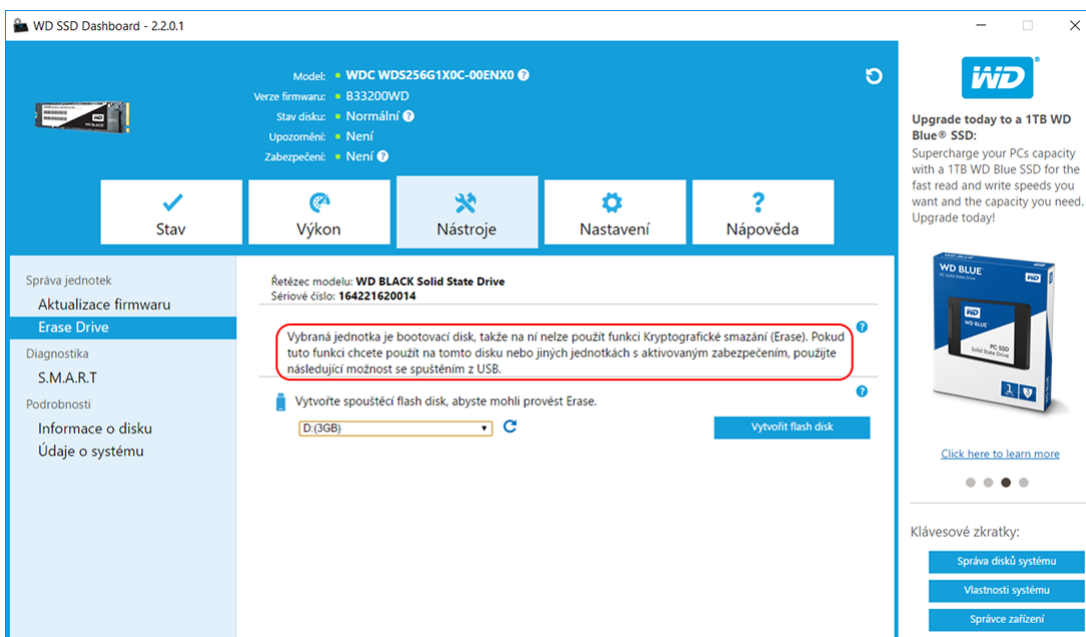 WD SSD Dashboard - 2.2.0.1
Model: WDC WDS256G1X0C-00ENX0
Verze firmwaru: B33200WD
Stav disku: Normální
Upozornění: Není
Zabezpečení: Není
Stav
Výkon
Nástroje
Nastavení
Nápověda
Správa jednotek
Aktualizace firmwaru
Erase Drive
Diagnostika
S.M.A.R.T
Podrobnosti
Informace o disku
Údaje o systému
Řetězec modelu: WD BLACK Solid State Drive
Sériové číslo: 164221620014
Vybraná jednotka je bootovací disk, takže na ní nelze použít funkci Kryptografické smazání (Erase). Pokud
tuto funkci chcete použít na tomto disku nebo jiných jednotkách s aktivovaným zabezpečením, použijte
následující možnost se spuštěním z USB.
Vytvořte spouštěcí flash disk, abyste mohli provést Erase.
D:(3GB)
Vytvořit flash disk
WD
Upgrade today to a 1TB WD
Blue® SSD:
Supercharge your PCs capacity
with a 1TB WD Blue SSD for the
fast read and write speeds you
want and the capacity you need.
Upgrade today!
WD BLUE
WD
WD
WD BLUE
PC SSD
Solid State Drive
Click here to learn more
Klávesové zkratky:
Správa disků systému
Vlastnosti systému
Správce zařízení